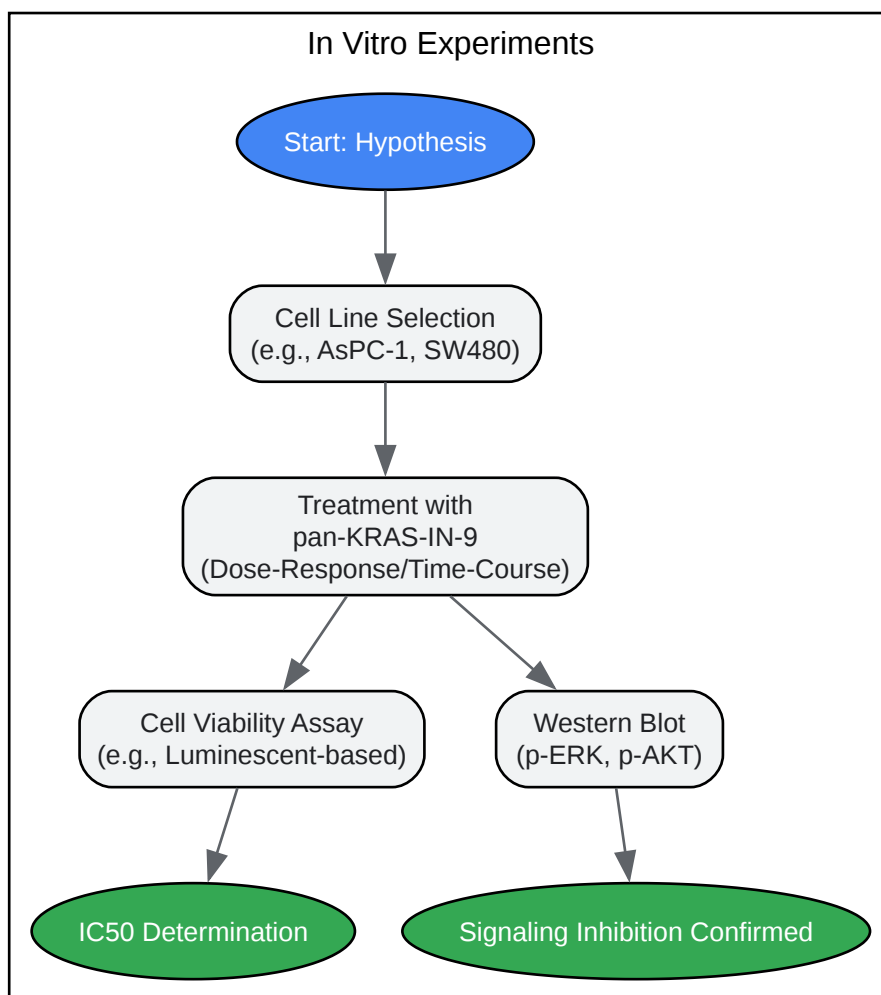 In Vitro Experiments
Start: Hypothesis
Cell Line Selection
(e.g., AsPC-1, SW480)
Treatment with
pan-KRAS-IN-9
(Dose-Response/Time-Course)
Cell Viability Assay
(e.g., Luminescent-based)
Western Blot
(p-ERK, p-AKT)
IC50 Determination
Signaling Inhibition Confirmed